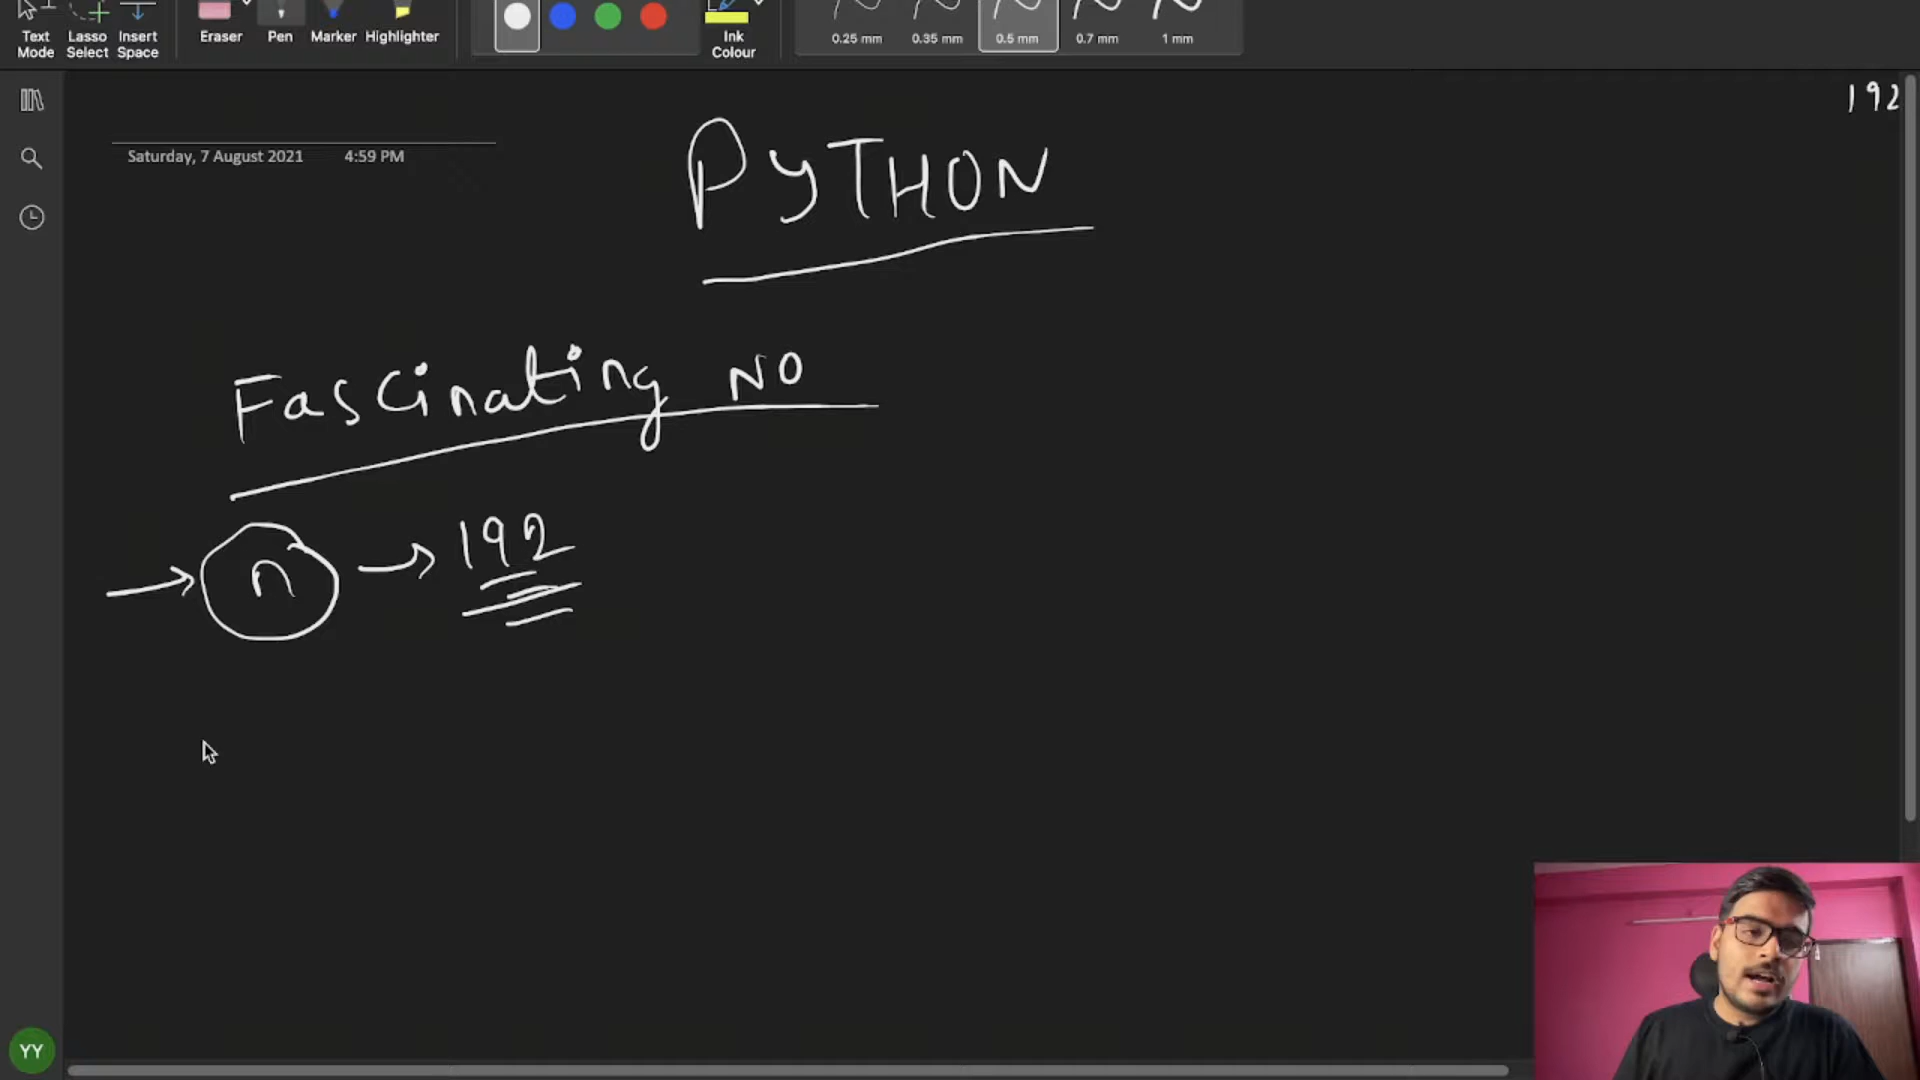 Text Mode
Lasso Select
Insert Space
Eraser
Pen
Marker
Highlighter
Ink Colour
0.25 mm
0.35 mm
0.5 mm
0.7 mm
1 mm
192
Saturday, 7 August 2021 4:59 PM
PYTHON
Fascinating NO
n → 192
YY